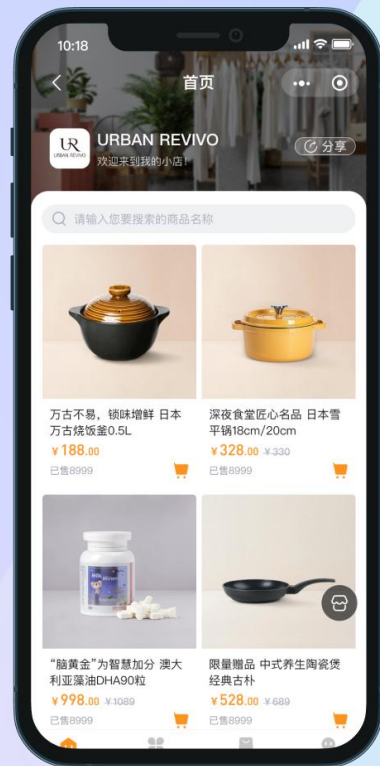 10:18
首页
UR
URBAN REVIVO
URBAN REVIVO
欢迎来到我的小店！
分享
请输入您要搜索的商品名称
万古不易，锁味增鲜 日本
万古烧饭釜0.5L
¥188.00
已售8999
深夜食堂匠心名品 日本雪
平锅18cm/20cm
¥328.00 ¥330
已售8999
“脑黄金”为智慧加分 澳大
利亚藻油DHA90粒
¥998.00 ¥1089
已售8999
限量赠品 中式养生陶瓷煲
经典古朴
¥528.00 ¥689
已售8999